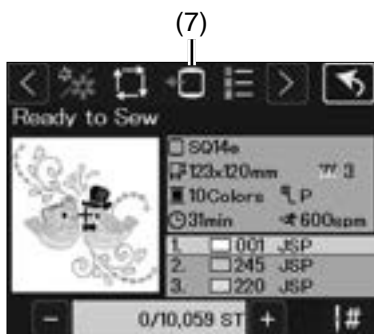 (7)
Ready to Sew
SQ14e
123x120mm 3
10Colors P
31min 600spm
1. 001 JSP
2. 245 JSP
3. 220 JSP
− 0/10,059 ST +
#